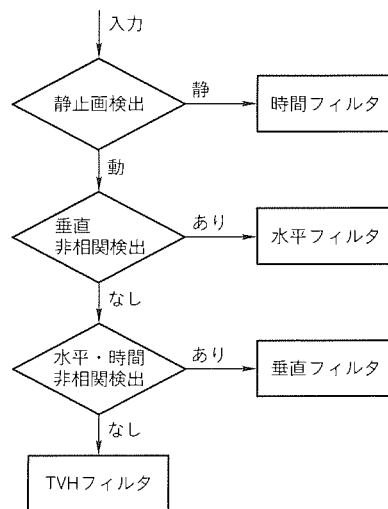 入力
静止画検出
静
時間フィルタ
動
垂直
非相関検出
あり
水平フィルタ
なし
水平・時間
非相関検出
あり
垂直フィルタ
なし
TVHフィルタ